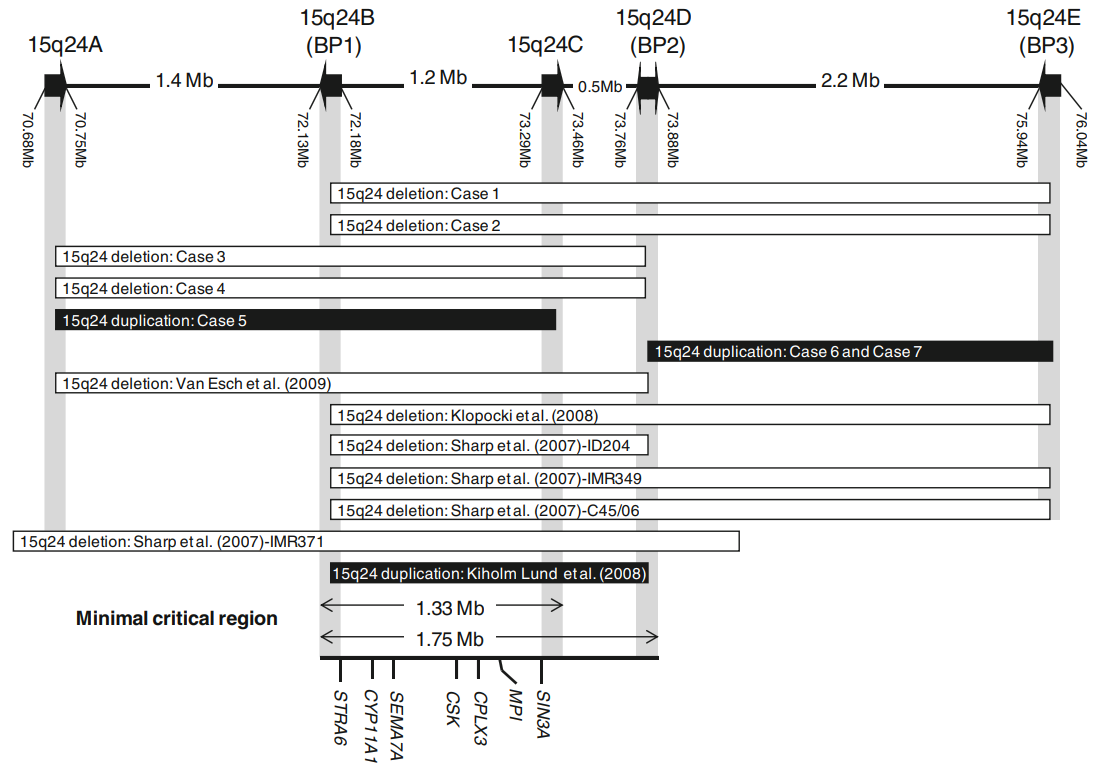 15q24A
15q24B
(BP1)
15q24C
15q24D
(BP2)
15q24E
(BP3)
1.4 Mb
1.2 Mb
0.5Mb
2.2 Mb
70.68Mb
70.75Mb
72.13Mb
72.18Mb
73.29Mb
73.46Mb
73.76Mb
73.88Mb
75.94Mb
76.04Mb
15q24 deletion: Case 1
15q24 deletion: Case 2
15q24 deletion: Case 3
15q24 deletion: Case 4
15q24 duplication: Case 5
15q24 duplication: Case 6 and Case 7
15q24 deletion: Van Esch et al. (2009)
15q24 deletion: Klopocki et al. (2008)
15q24 deletion: Sharp et al. (2007)-ID204
15q24 deletion: Sharp et al. (2007)-IMR349
15q24 deletion: Sharp et al. (2007)-C45/06
15q24 deletion: Sharp et al. (2007)-IMR371
15q24 duplication: Kiholm Lund et al. (2008)
Minimal critical region
1.33 Mb
1.75 Mb
STRA6
CYP11A1
SEMA7A
CSK
CPLX3
MPI
SIN3A